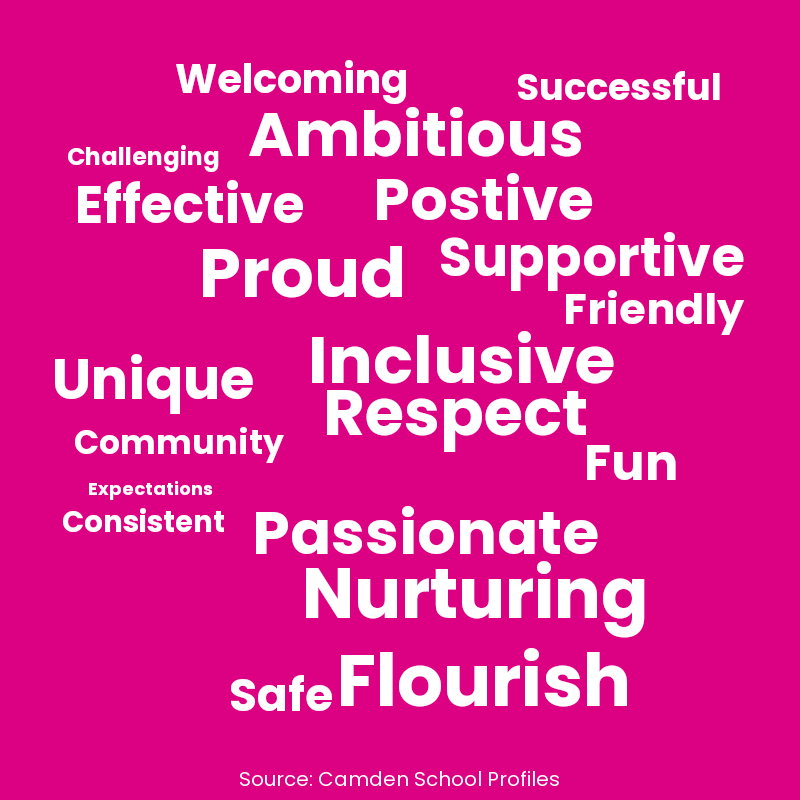 Welcoming
Successful
Ambitious
Challenging
Effective
Postive
Proud
Supportive
Friendly
Inclusive
Unique
Respect
Community
Fun
Expectations
Consistent
Passionate
Nurturing
Safe
Flourish
Source: Camden School Profiles